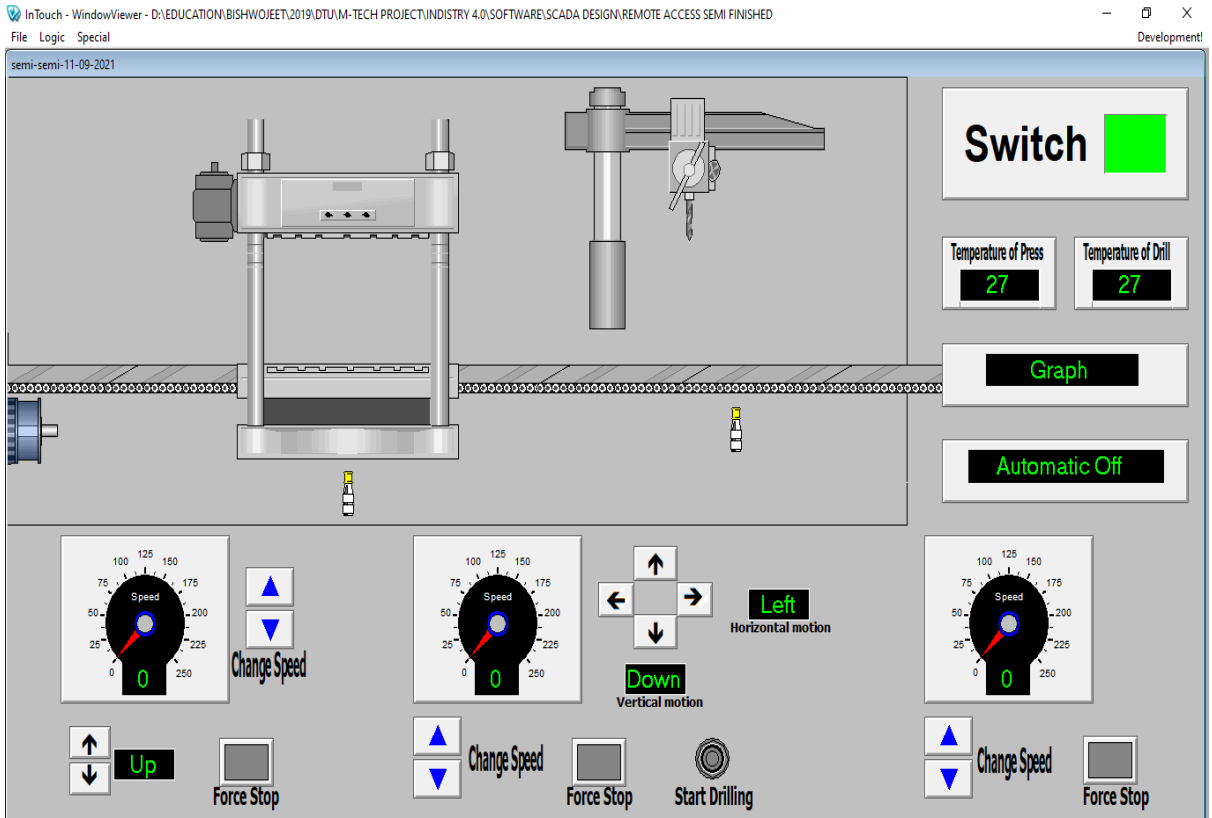 InTouch - WindowViewer - D:\EDUCATION\BISHWOJEET\2019\DTU\M-TECH PROJECT\INDISTRY 4.0\SOFTWARE\SCADA DESIGN\REMOTE ACCESS SEMI FINISHED
File Logic Special Development!
semi-semi-11-09-2021
Switch
Temperature of Press
27
Temperature of Drill
27
Graph
Automatic Off
0 25 50 75 100 125 150 175 200 225 250
Speed
0
Change Speed
Up
Force Stop
0 25 50 75 100 125 150 175 200 225 250
Speed
0
Left
Horizontal motion
Down
Vertical motion
Change Speed
Force Stop
Start Drilling
0 25 50 75 100 125 150 175 200 225 250
Speed
0
Change Speed
Force Stop